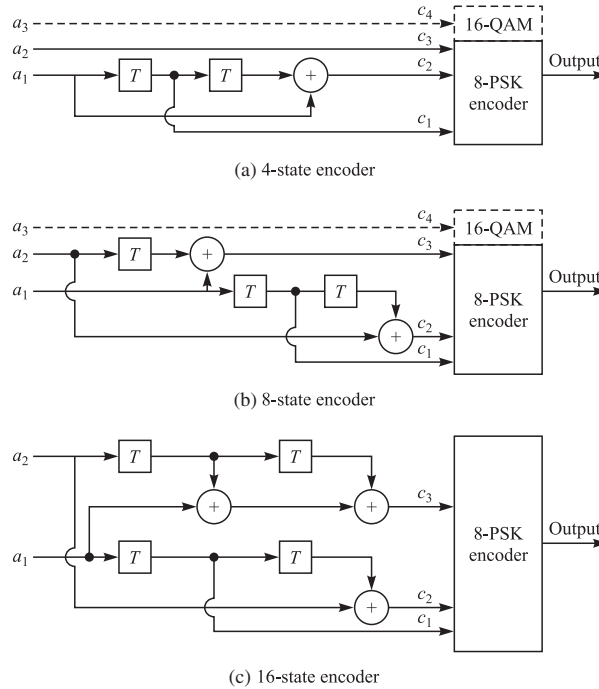 a3 c4 16-QAM
a2 c3
a1 T T + c2 8-PSK encoder Output
c1
(a) 4-state encoder
a3 c4 16-QAM
a2 T + c3
a1 T T 8-PSK encoder Output
+ c2
c1
(b) 8-state encoder
a2 T T
+ + c3
8-PSK encoder Output
a1 T T
+ c2
c1
(c) 16-state encoder